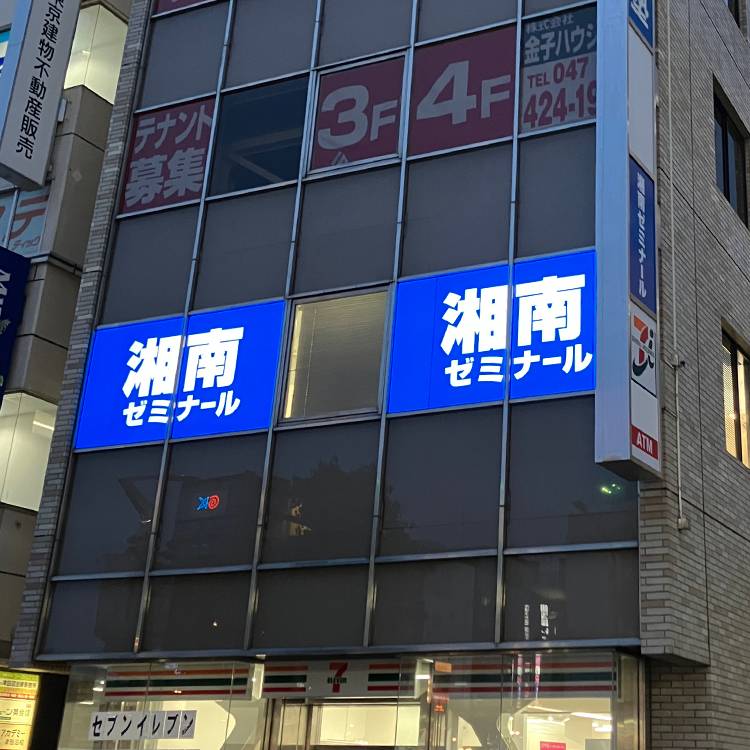 東京建物不動産販売
テナント
募集
3F
4F
株式会社
金子ハウジ
TEL 047
424-19
湘南
ゼミナール
湘南
ゼミナール
湘南ゼミナール
ATM
7
セブンイレブン